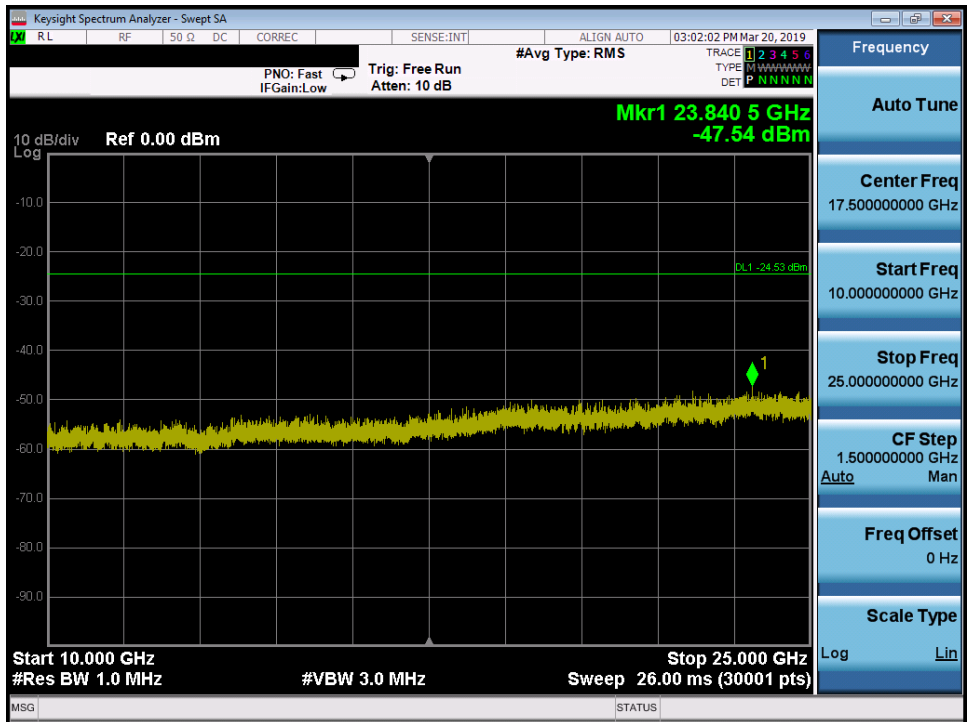 Keysight Spectrum Analyzer - Swept SA
LXI RL RF 50 Ω DC CORREC SENSE:INT ALIGN AUTO 03:02:02 PM Mar 20, 2019
PNO: Fast
IFGain:Low
Trig: Free Run
Atten: 10 dB
#Avg Type: RMS
TRACE 1 2 3 4 5 6
TYPE M WWWWW
DET P N N N N N
Mkr1 23.840 5 GHz
-47.54 dBm
10 dB/div Ref 0.00 dBm
Log
-10.0
-20.0
DL1 -24.53 dBm
-30.0
-40.0
1
-50.0
-60.0
-70.0
-80.0
-90.0
Start 10.000 GHz Stop 25.000 GHz
#Res BW 1.0 MHz #VBW 3.0 MHz Sweep 26.00 ms (30001 pts)
MSG STATUS
Frequency
Auto Tune
Center Freq
17.500000000 GHz
Start Freq
10.000000000 GHz
Stop Freq
25.000000000 GHz
CF Step
1.500000000 GHz
Auto Man
Freq Offset
0 Hz
Scale Type
Log Lin